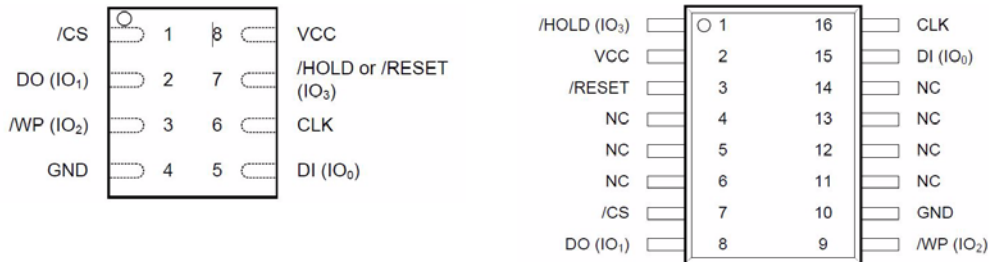 /CS 1 8 VCC
DO (IO₁) 2 7 /HOLD or /RESET
(IO₃)
/WP (IO₂) 3 6 CLK
GND 4 5 DI (IO₀)
/HOLD (IO₃) 1 16 CLK
VCC 2 15 DI (IO₀)
/RESET 3 14 NC
NC 4 13 NC
NC 5 12 NC
NC 6 11 NC
/CS 7 10 GND
DO (IO₁) 8 9 /WP (IO₂)